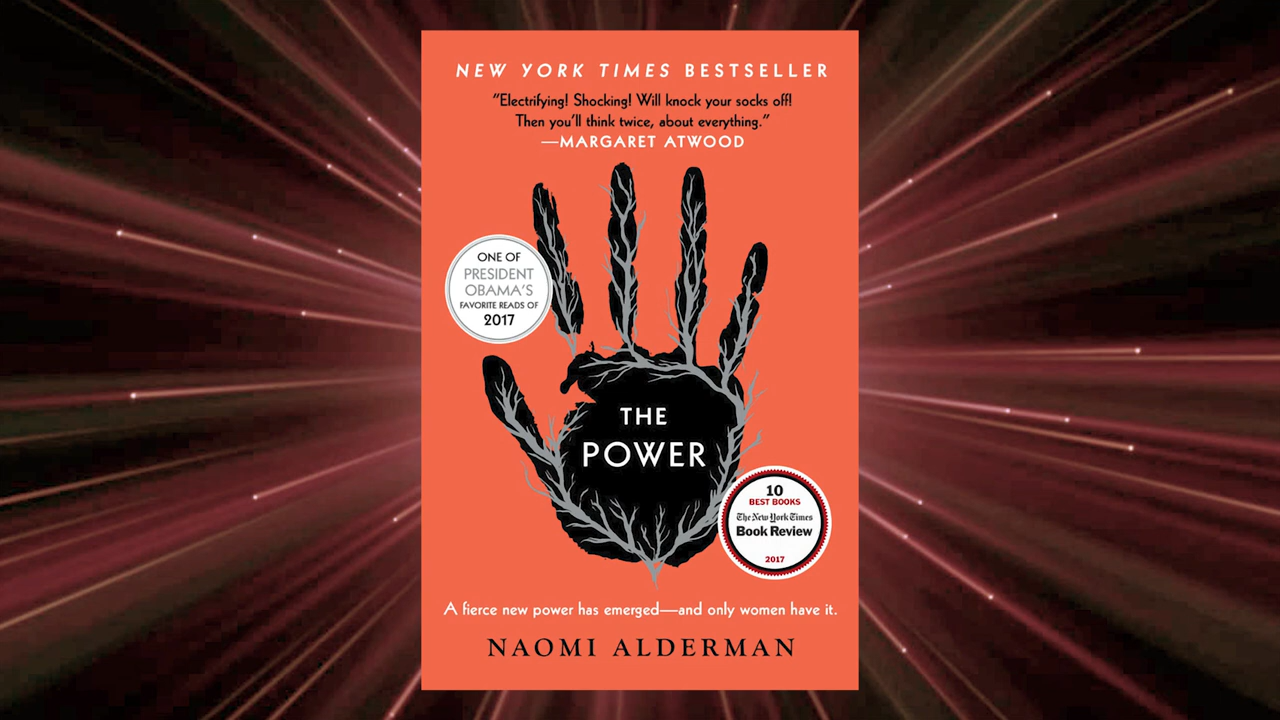 NEW YORK TIMES BESTSELLER
“Electrifying! Shocking! Will knock your socks off!
Then you’ll think twice, about everything.”
—MARGARET ATWOOD
ONE OF
PRESIDENT
OBAMA’S
FAVORITE READS OF
2017
THE
POWER
10
BEST BOOKS
The New York Times
Book Review
2017
A fierce new power has emerged—and only women have it.
NAOMI ALDERMAN